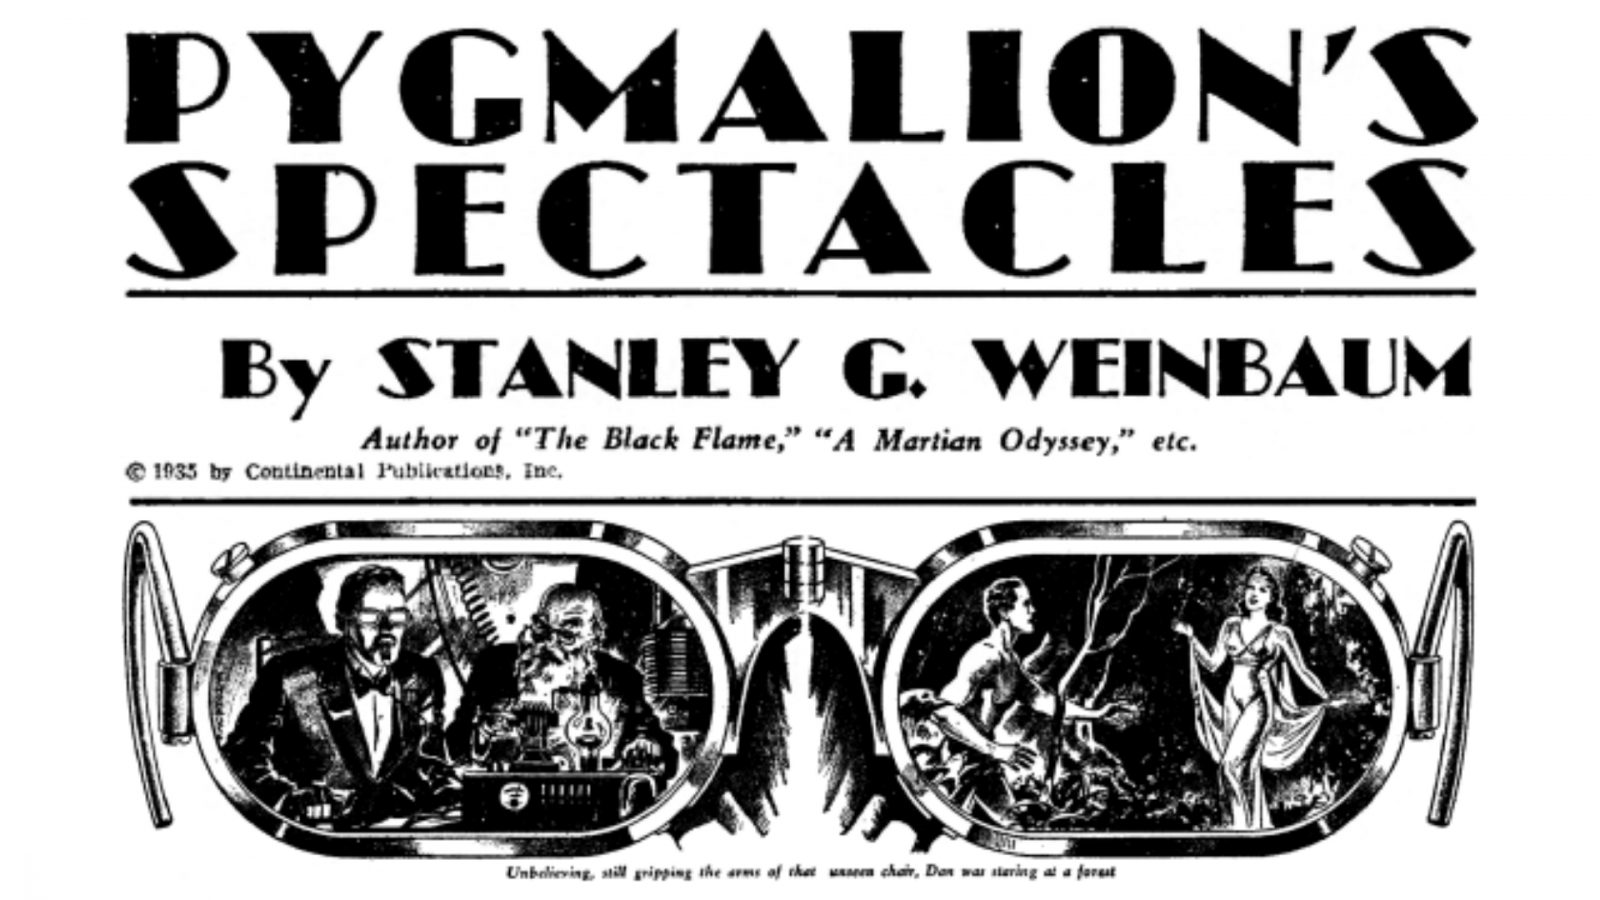 PYGMALION'S
SPECTACLES
By STANLEY G. WEINBAUM
Author of "The Black Flame," "A Martian Odyssey," etc.
© 1935 by Continental Publications, Inc.
Unbelieving, still gripping the arms of that unseen chair, Dan was staring at a forest